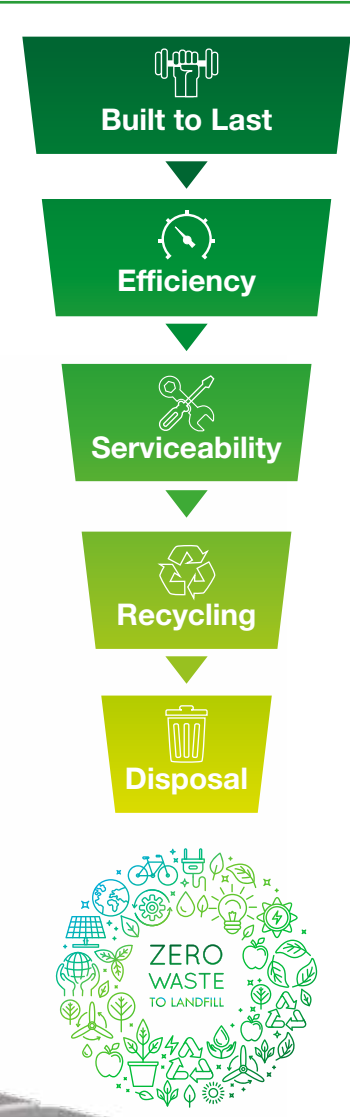 Built to Last
Efficiency
Serviceability
Recycling
Disposal
ZERO
WASTE
TO LANDFILL